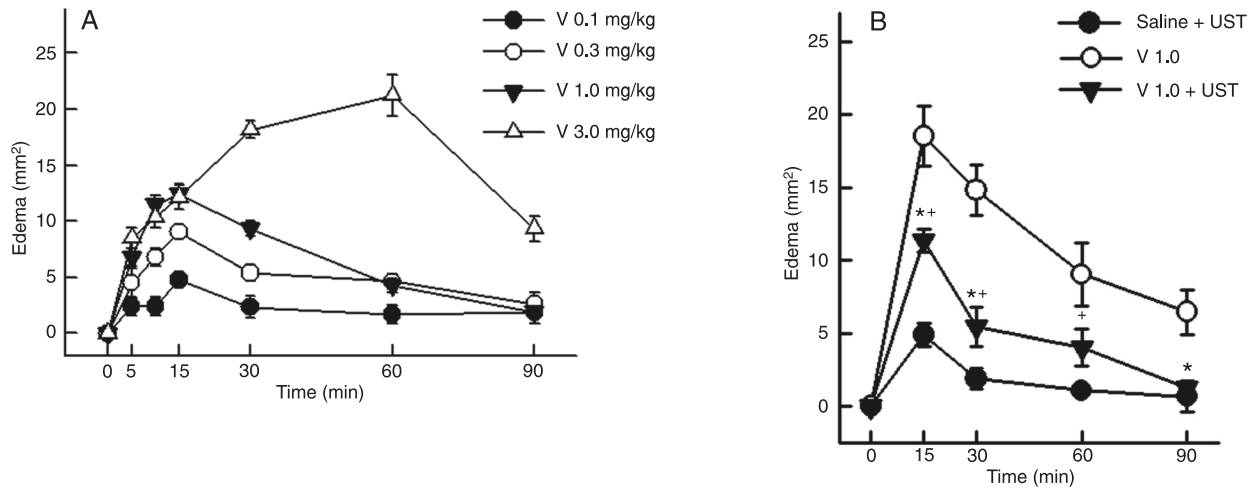 A
V 0.1 mg/kg
V 0.3 mg/kg
V 1.0 mg/kg
V 3.0 mg/kg
25
20
15
10
5
0
Edema (mm²)
0 5 15 30 60 90
Time (min)
B
Saline + UST
V 1.0
V 1.0 + UST
25
20
15
10
5
0
Edema (mm²)
*+
*+
+
*
0 15 30 60 90
Time (min)